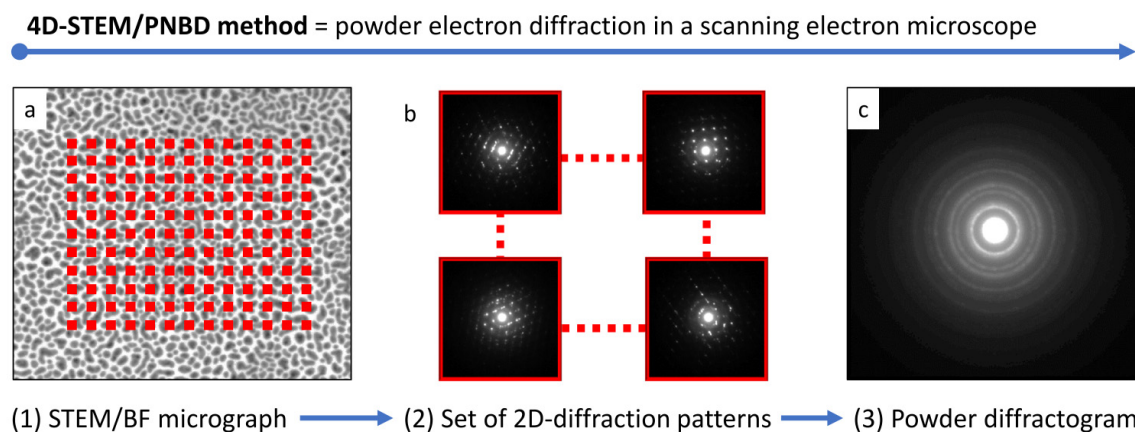 4D-STEM/PNBD method = powder electron diffraction in a scanning electron microscope
a
b
c
(1) STEM/BF micrograph
(2) Set of 2D-diffraction patterns
(3) Powder diffractogram